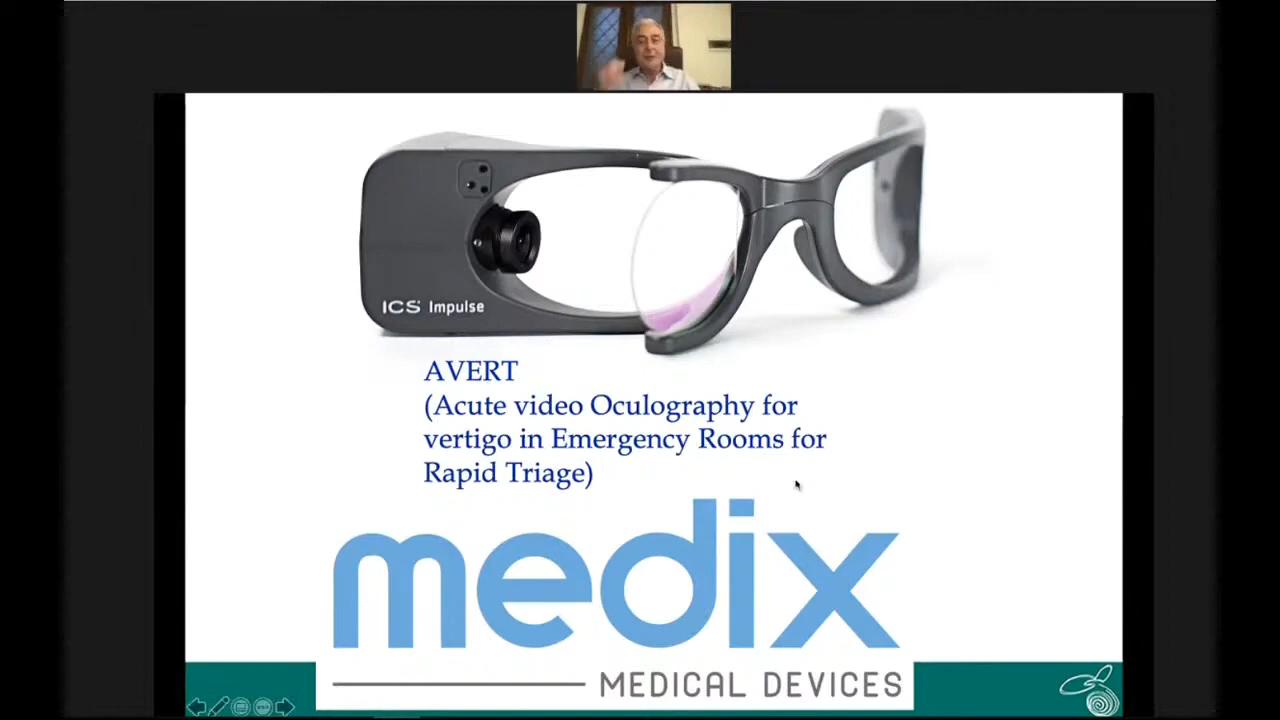 ICS Impulse
AVERT
(Acute video Oculography for
vertigo in Emergency Rooms for
Rapid Triage)
medix
MEDICAL DEVICES